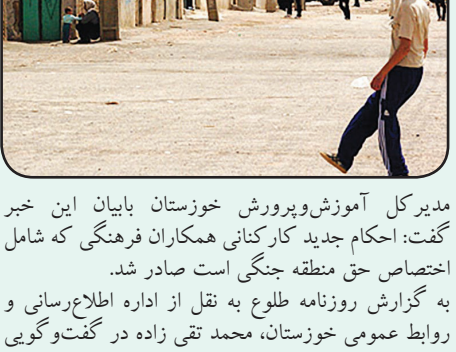 مدیرکل آموزش‌وپرورش خوزستان بابیان این خبر
گفت: احکام جدید کارکنانی همکاران فرهنگی که شامل
اختصاص حق منطقه جنگی است صادر شد.
به گزارش روزنامه طلوع به نقل از اداره اطلاع‌رسانی و
روابط عمومی خوزستان، محمد تقی زاده در گفت‌وگویی